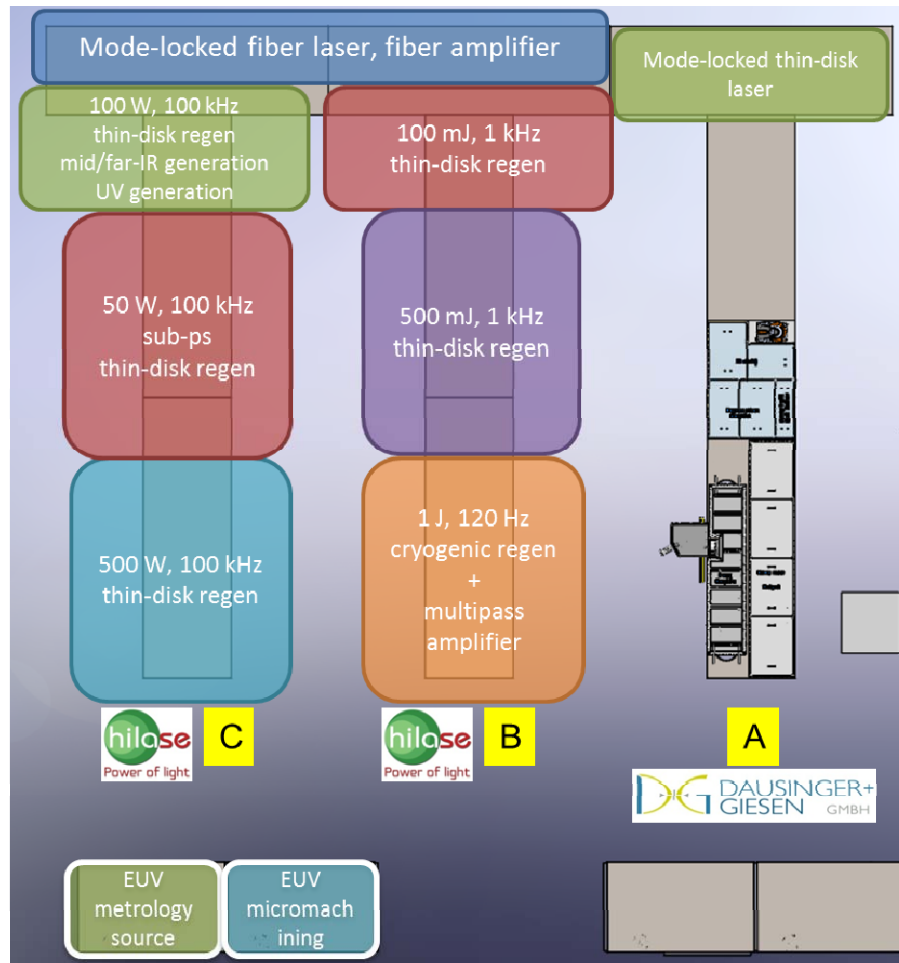 Mode-locked fiber laser, fiber amplifier
Mode-locked thin-disk
laser
100 W, 100 kHz
thin-disk regen
mid/far-IR generation
UV generation
100 mJ, 1 kHz
thin-disk regen
50 W, 100 kHz
sub-ps
thin-disk regen
500 mJ, 1 kHz
thin-disk regen
500 W, 100 kHz
thin-disk regen
1 J, 120 Hz
cryogenic regen
+
multipass
amplifier
hilase
Power of light
C
hilase
Power of light
B
A
DAUSINGER+
GIESEN GMBH
EUV
metrology
source
EUV
micromach
ining